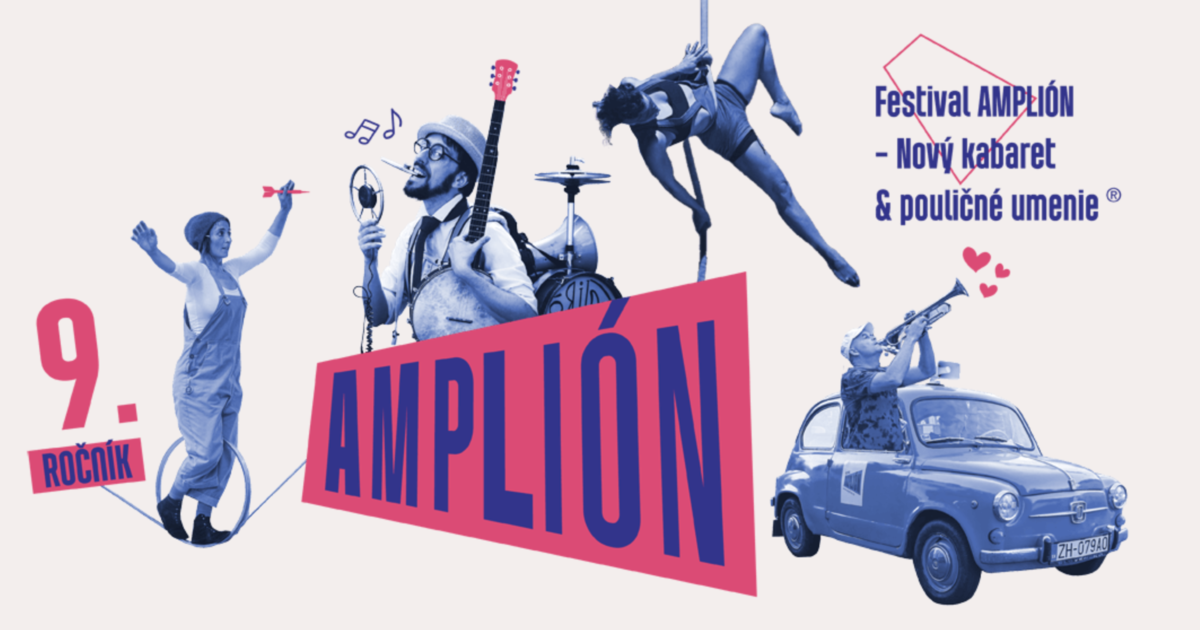 Festival AMPLIÓN
– Nový kabaret
& pouličné umenie ®
9.
ROČNÍK
AMPLIÓN
ZH-079AO